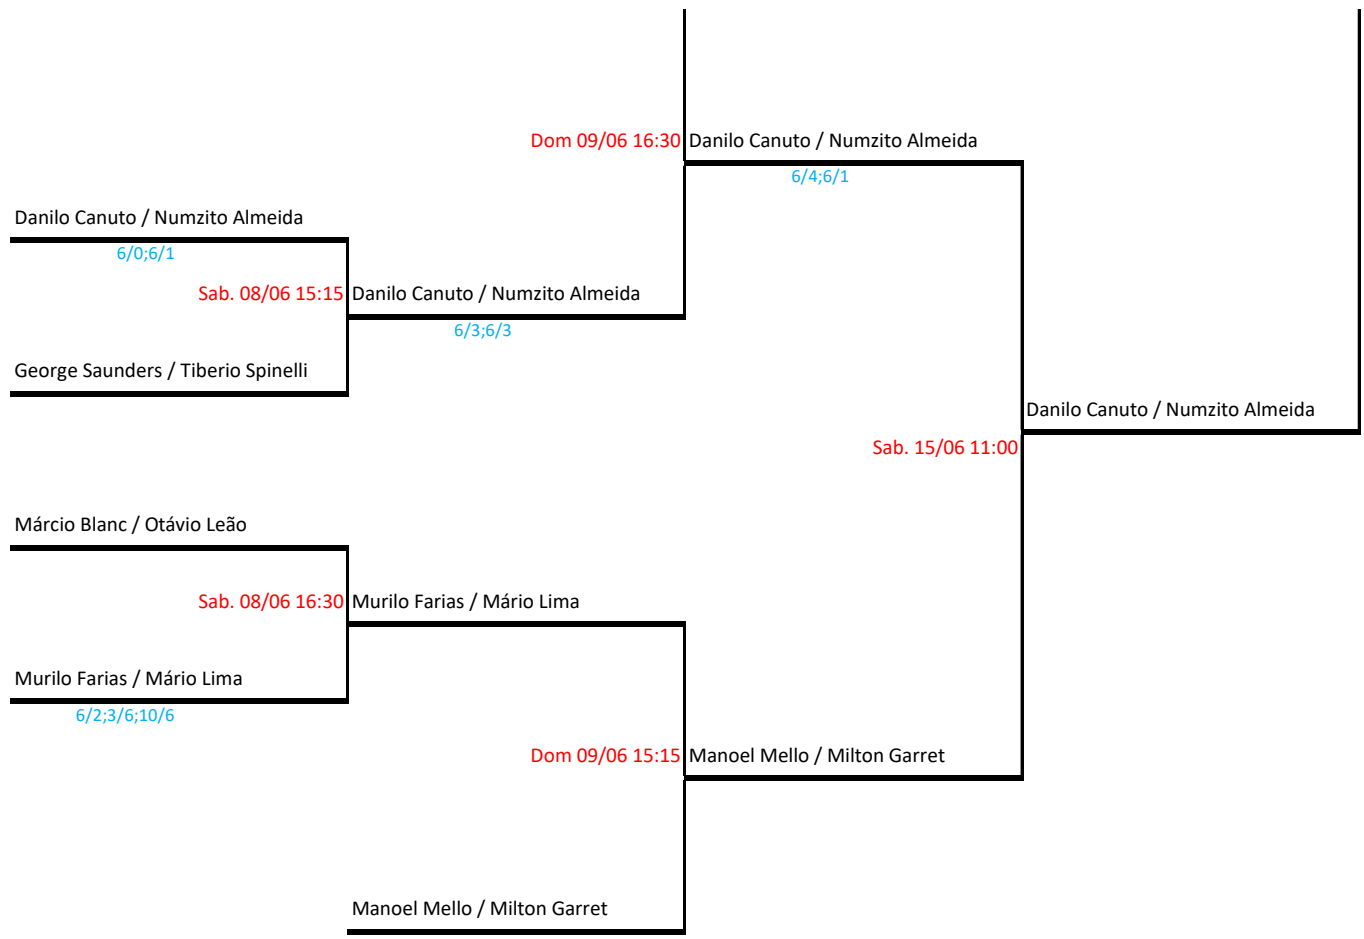 Dom 09/06 16:30 Danilo Canuto / Numzito Almeida
6/4;6/1
Danilo Canuto / Numzito Almeida
6/0;6/1
Sab. 08/06 15:15 Danilo Canuto / Numzito Almeida
6/3;6/3
George Saunders / Tiberio Spinelli
Danilo Canuto / Numzito Almeida
Sab. 15/06 11:00
Márcio Blanc / Otávio Leão
Sab. 08/06 16:30 Murilo Farias / Mário Lima
Murilo Farias / Mário Lima
6/2;3/6;10/6
Dom 09/06 15:15 Manoel Mello / Milton Garret
Manoel Mello / Milton Garret